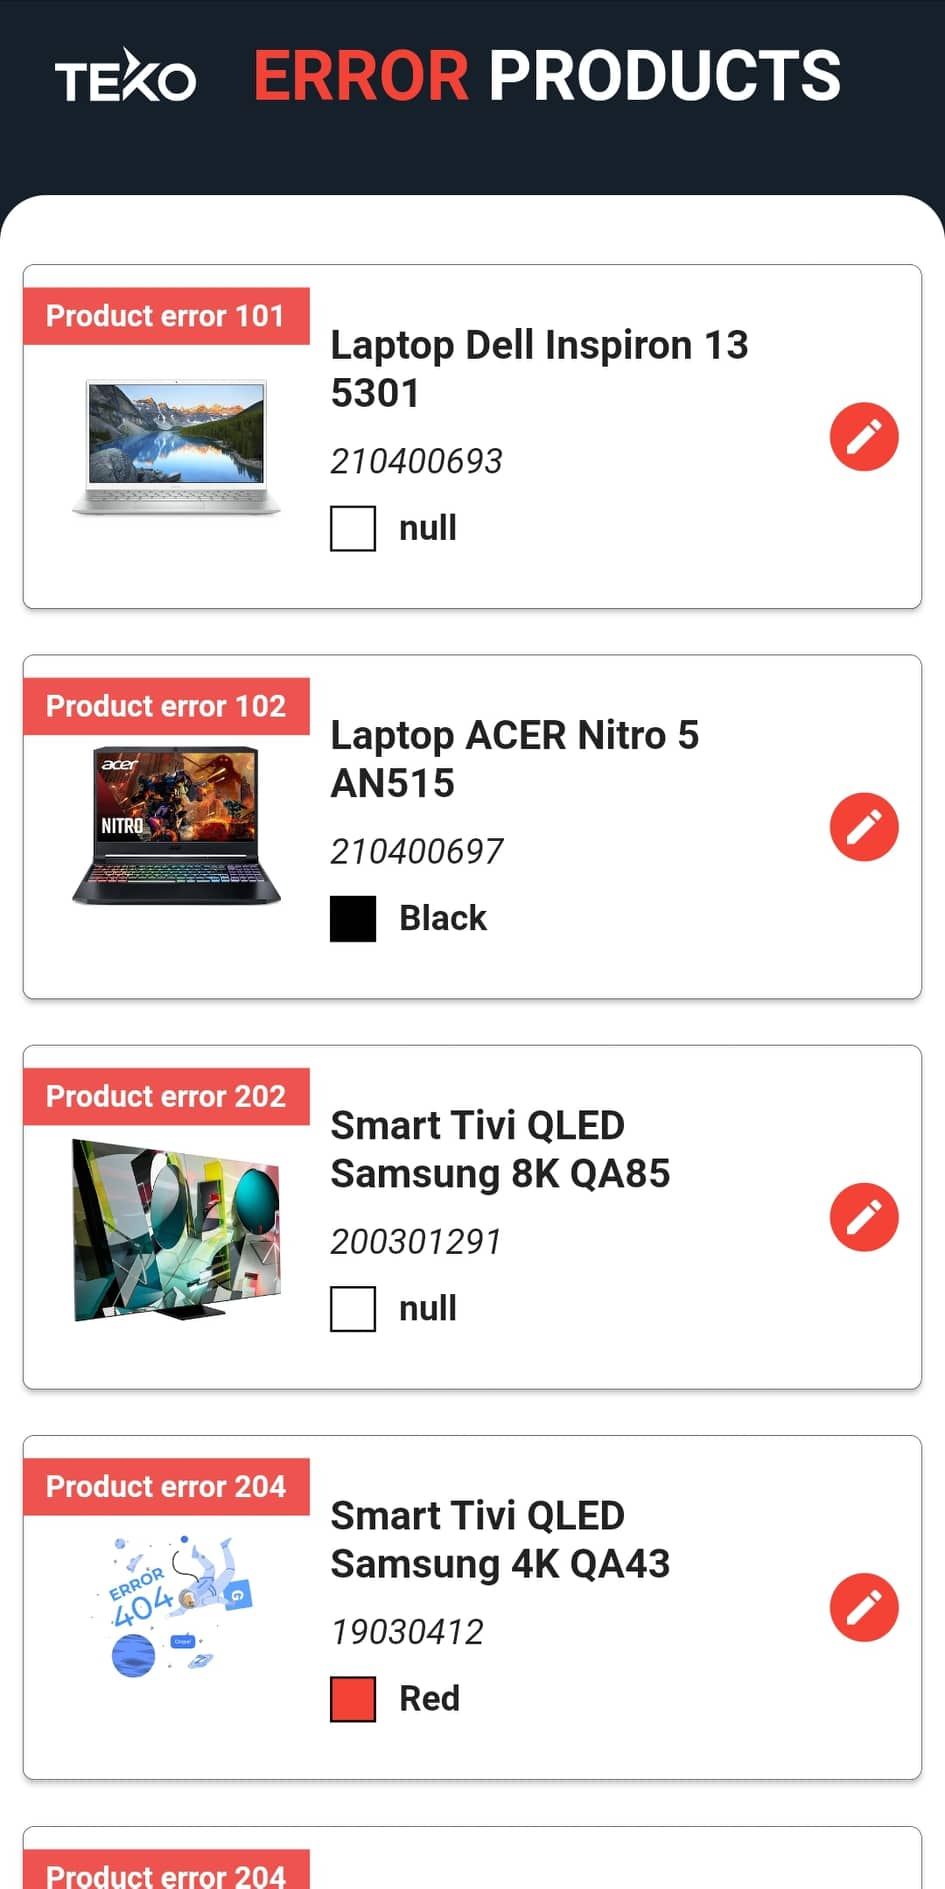 TEKO
ERROR PRODUCTS
Product error 101
Laptop Dell Inspiron 13
5301
210400693
null
Product error 102
acer
NITRO
Laptop ACER Nitro 5
AN515
210400697
Black
Product error 202
Smart Tivi QLED
Samsung 8K QA85
200301291
null
Product error 204
ERROR
404
G
Smart Tivi QLED
Samsung 4K QA43
19030412
Red
Product error 204